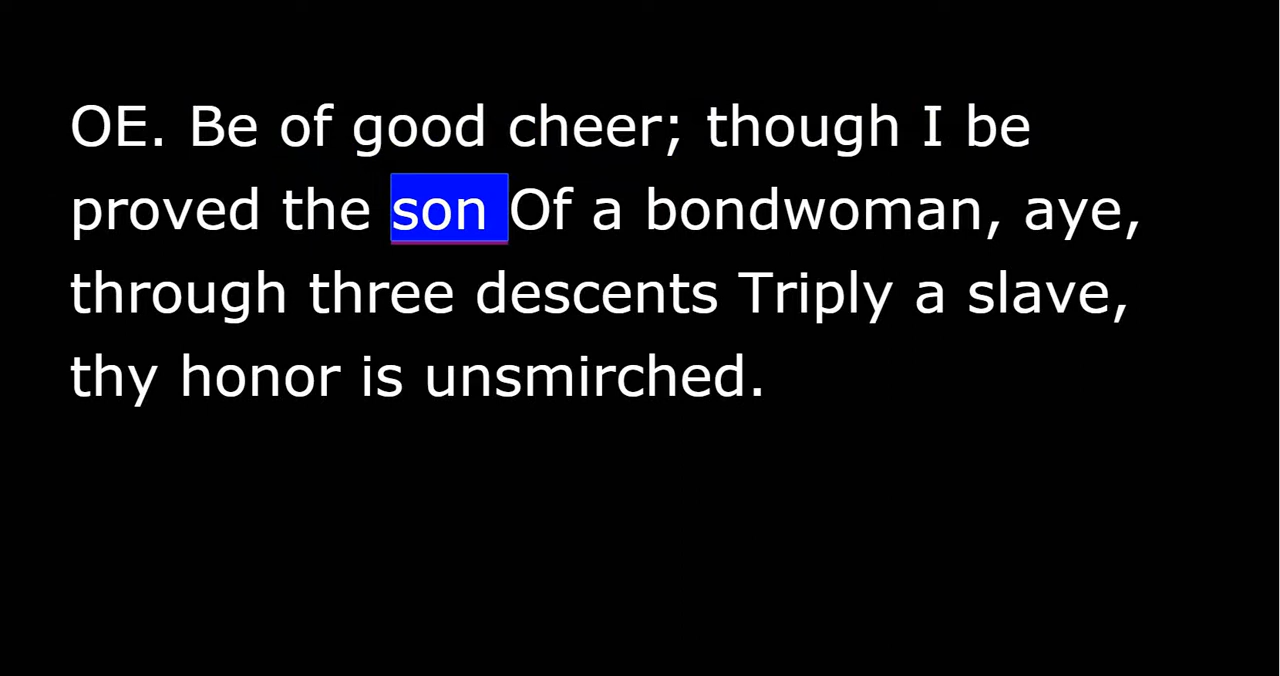 OE. Be of good cheer; though I be
proved the son Of a bondwoman, aye,
through three descents Triply a slave,
thy honor is unsmirched.